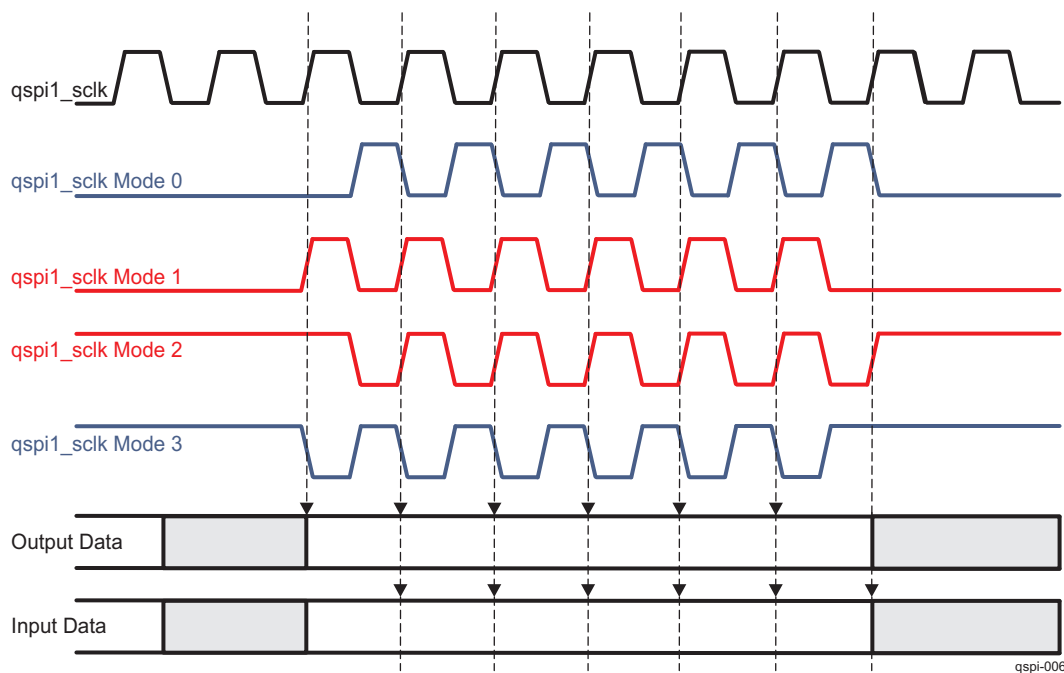 qspi1_sclk
qspi1_sclk Mode 0
qspi1_sclk Mode 1
qspi1_sclk Mode 2
qspi1_sclk Mode 3
Output Data
Input Data
qspi-006